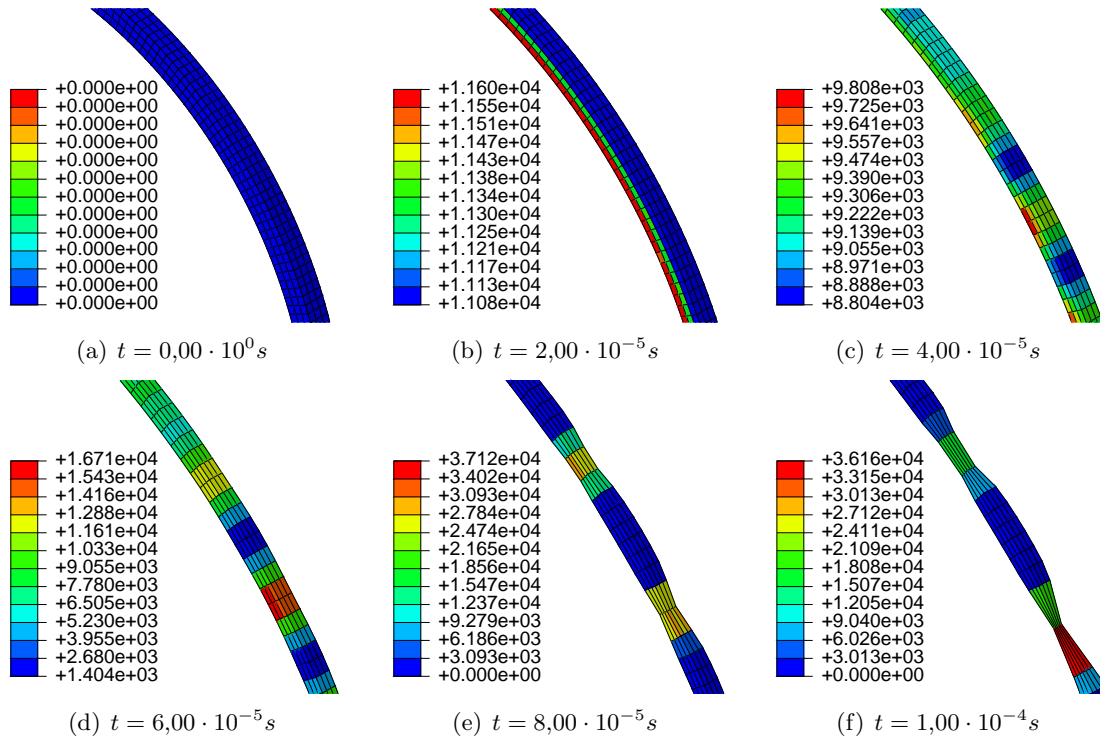 +0.000e+00
+0.000e+00
+0.000e+00
+0.000e+00
+0.000e+00
+0.000e+00
+0.000e+00
+0.000e+00
+0.000e+00
+0.000e+00
+0.000e+00
+0.000e+00
+0.000e+00
(a) t = 0,00 · 10⁰s
+1.160e+04
+1.155e+04
+1.151e+04
+1.147e+04
+1.143e+04
+1.138e+04
+1.134e+04
+1.130e+04
+1.125e+04
+1.121e+04
+1.117e+04
+1.113e+04
+1.108e+04
(b) t = 2,00 · 10⁻⁵s
+9.808e+03
+9.725e+03
+9.641e+03
+9.557e+03
+9.474e+03
+9.390e+03
+9.306e+03
+9.222e+03
+9.139e+03
+9.055e+03
+8.971e+03
+8.888e+03
+8.804e+03
(c) t = 4,00 · 10⁻⁵s
+1.671e+04
+1.543e+04
+1.416e+04
+1.288e+04
+1.161e+04
+1.033e+04
+9.055e+03
+7.780e+03
+6.505e+03
+5.230e+03
+3.955e+03
+2.680e+03
+1.404e+03
(d) t = 6,00 · 10⁻⁵s
+3.712e+04
+3.402e+04
+3.093e+04
+2.784e+04
+2.474e+04
+2.165e+04
+1.856e+04
+1.547e+04
+1.237e+04
+9.279e+03
+6.186e+03
+3.093e+03
+0.000e+00
(e) t = 8,00 · 10⁻⁵s
+3.616e+04
+3.315e+04
+3.013e+04
+2.712e+04
+2.411e+04
+2.109e+04
+1.808e+04
+1.507e+04
+1.205e+04
+9.040e+03
+6.026e+03
+3.013e+03
+0.000e+00
(f) t = 1,00 · 10⁻⁴s